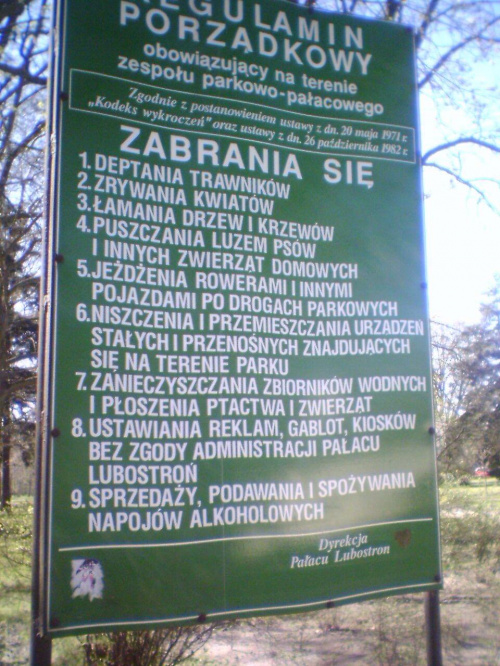 REGULAMIN
PORZĄDKOWY
obowiązujący na terenie
zespołu parkowo-pałacowego
Zgodnie z postanowieniem ustawy z dn. 20 maja 1971 r.
„Kodeks wykroczeń" oraz ustawy z dn. 26 października 1982 r.
ZABRANIA SIĘ
1. DEPTANIA TRAWNIKÓW
2. ZRYWANIA KWIATÓW
3. ŁAMANIA DRZEW I KRZEWÓW
4. PUSZCZANIA LUZEM PSÓW
I INNYCH ZWIERZĄT DOMOWYCH
5. JEŻDŻENIA ROWERAMI I INNYMI
POJAZDAMI PO DROGACH PARKOWYCH
6. NISZCZENIA I PRZEMIESZCZANIA URZĄDZEŃ
STAŁYCH I PRZENOŚNYCH ZNAJDUJĄCYCH
SIĘ NA TERENIE PARKU
7. ZANIECZYSZCZANIA ZBIORNIKÓW WODNYCH
I PŁOSZENIA PTACTWA I ZWIERZĄT
8. USTAWIANIA REKLAM, GABLOT, KIOSKÓW
BEZ ZGODY ADMINISTRACJI PAŁACU
LUBOSTROŃ
9. SPRZEDAŻY, PODAWANIA I SPOŻYWANIA
NAPOJÓW ALKOHOLOWYCH
Dyrekcja
Pałacu Lubostron